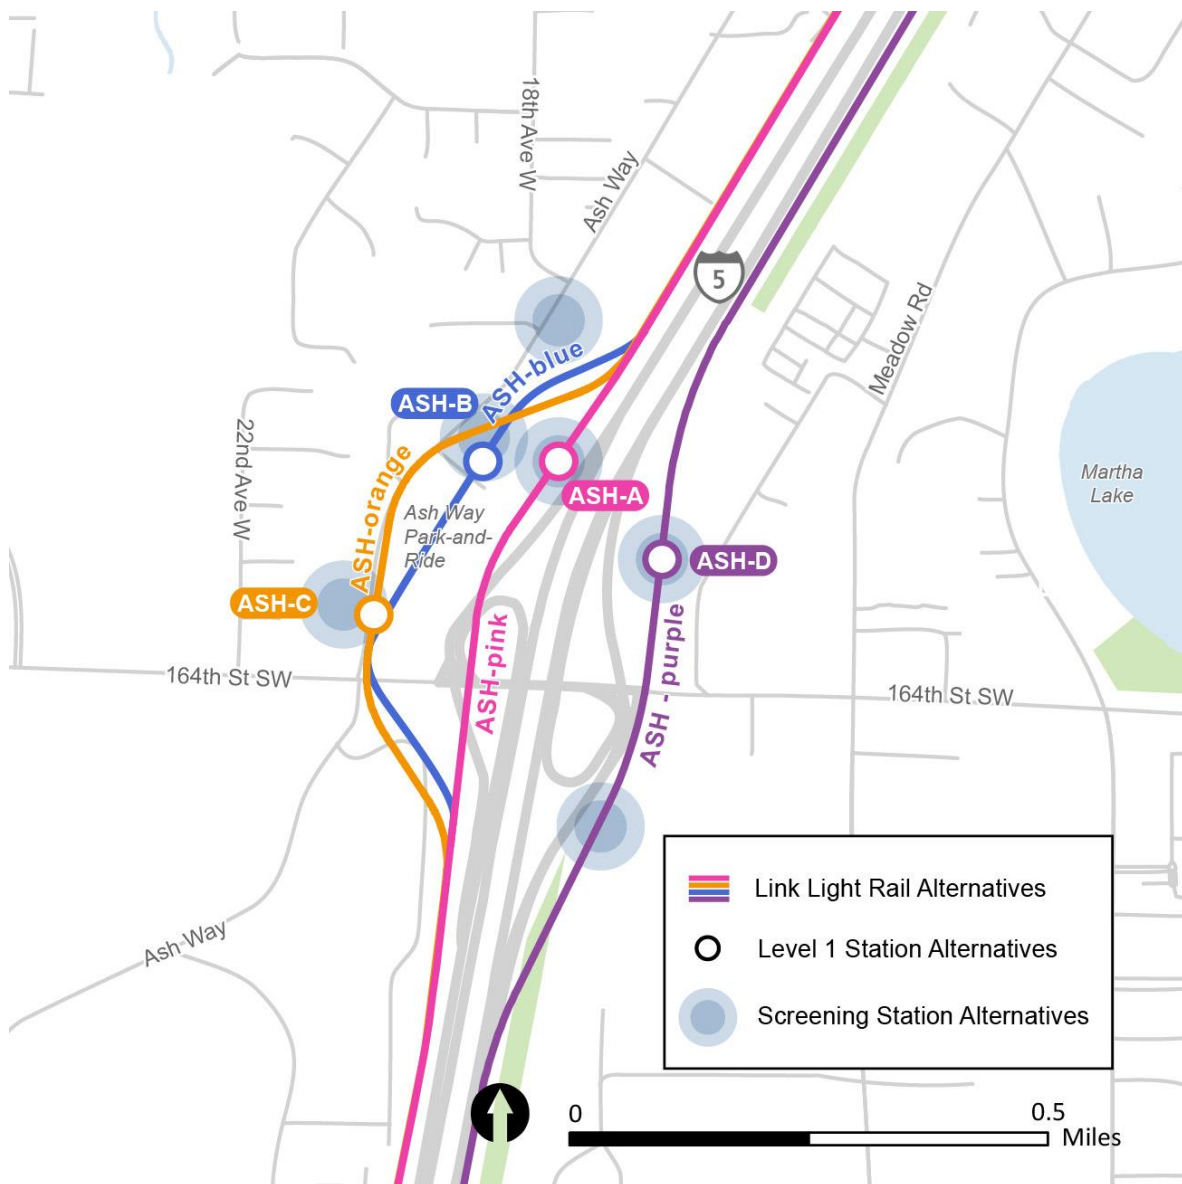 18th Ave W
Ash Way
5
Meadow Rd
ASH-blue
ASH-B
22nd Ave W
ASH-orange
Ash Way
Park-and-
Ride
ASH-A
Martha
Lake
ASH-D
ASH-C
ASH-pink
ASH - purple
164th St SW
164th St SW
Ash Way
Link Light Rail Alternatives
Level 1 Station Alternatives
Screening Station Alternatives
0
0.5
Miles